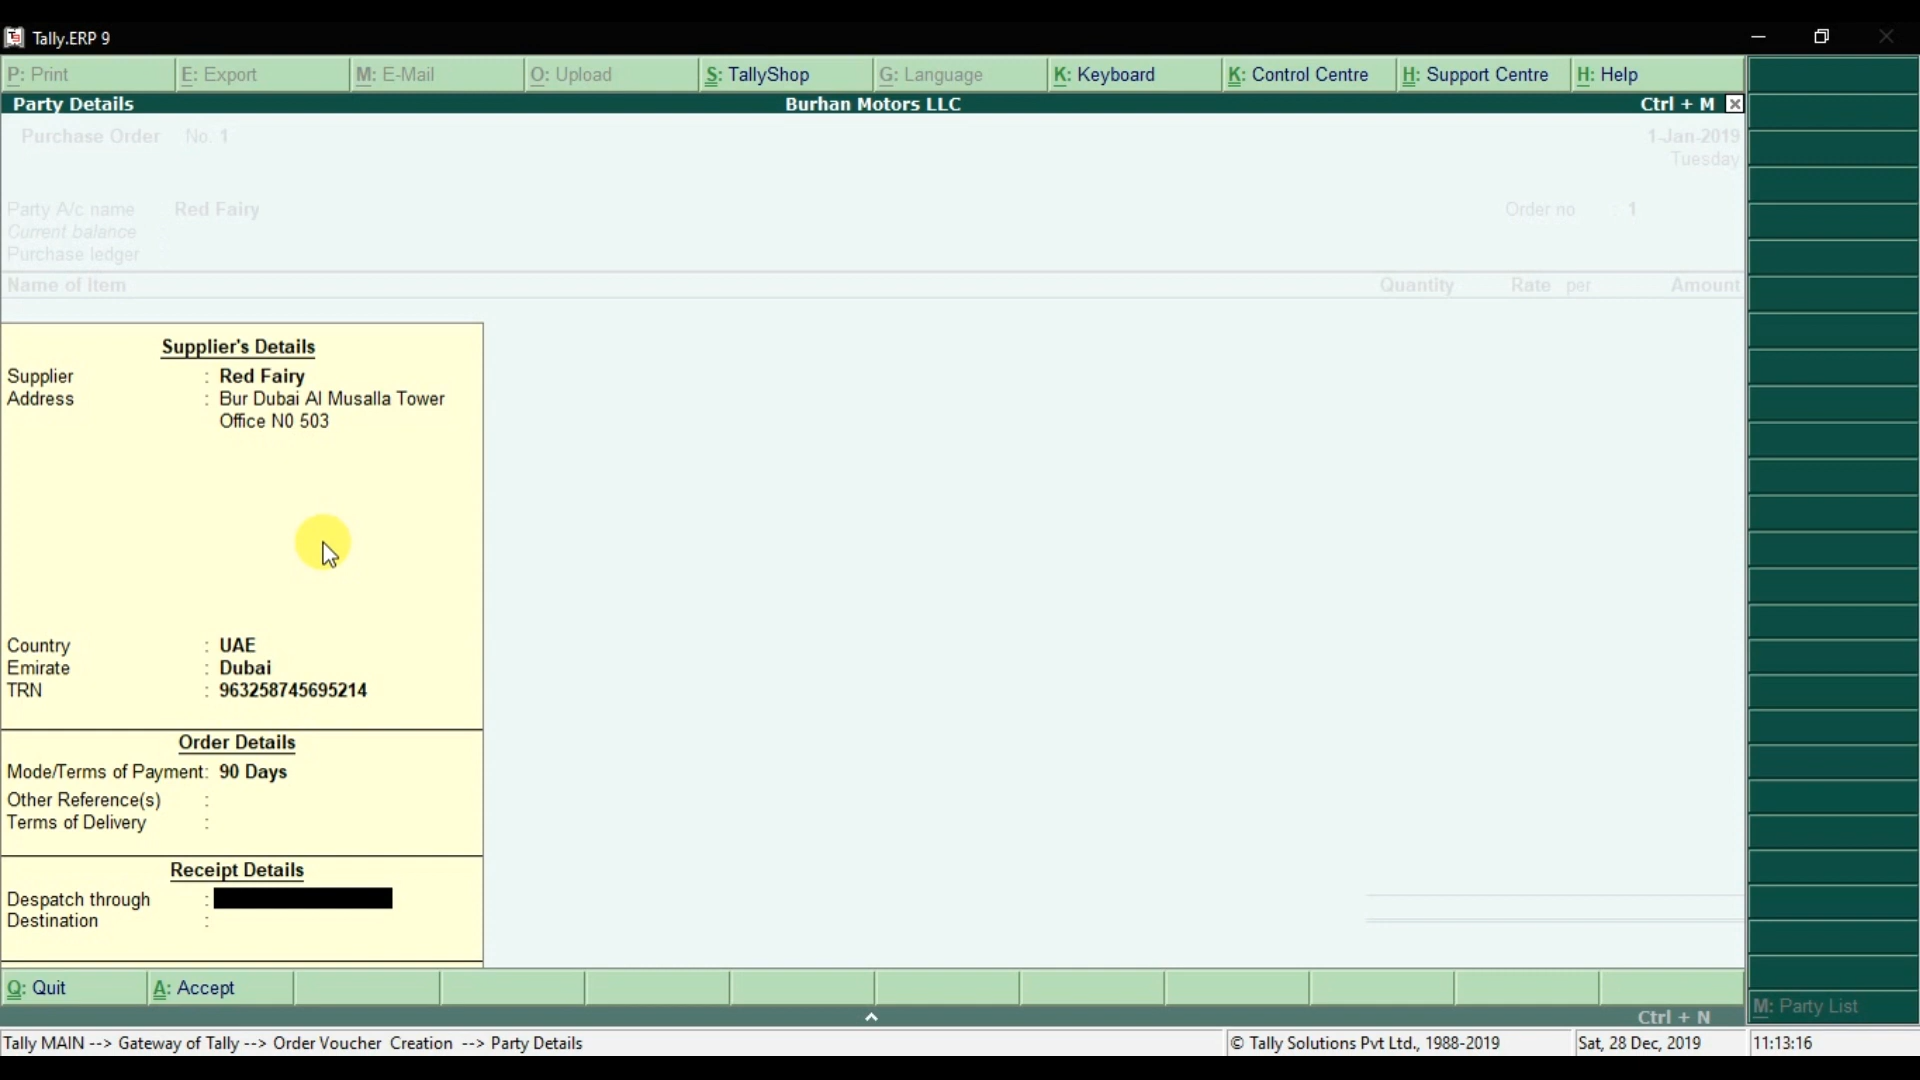 Tally.ERP 9
P: Print E: Export M: E-Mail O: Upload S: TallyShop G: Language K: Keyboard K: Control Centre H: Support Centre H: Help
Party Details Burhan Motors LLC Ctrl + M
Purchase Order No. 1 1-Jan-2019
Tuesday
Party A/c name Red Fairy Order no : 1
Current balance :
Purchase ledger :
Name of Item Quantity Rate per Amount
Supplier's Details
Supplier : Red Fairy
Address : Bur Dubai Al Musalla Tower
Office N0 503
Country : UAE
Emirate : Dubai
TRN : 963258745695214
Order Details
Mode/Terms of Payment: 90 Days
Other Reference(s) :
Terms of Delivery :
Receipt Details
Despatch through :
Destination :
Q: Quit A: Accept
M: Party List
Ctrl + N
Tally MAIN --> Gateway of Tally --> Order Voucher Creation --> Party Details © Tally Solutions Pvt Ltd., 1988-2019 Sat, 28 Dec, 2019 11:13:16